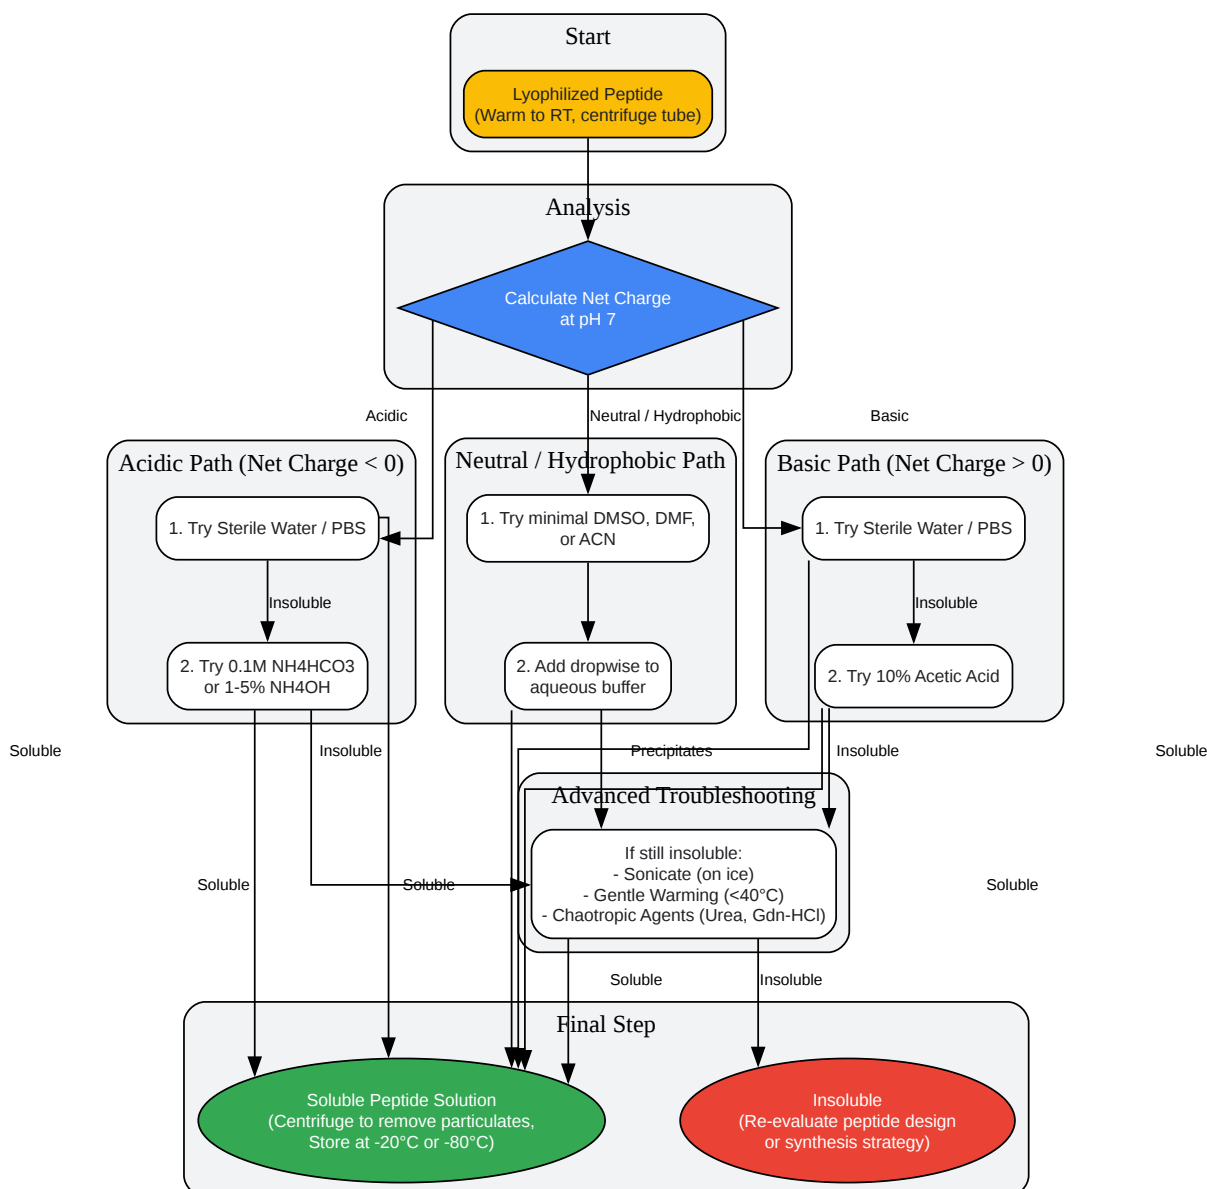 Start
Lyophilized Peptide
(Warm to RT, centrifuge tube)
Analysis
Calculate Net Charge
at pH 7
Acidic
Neutral / Hydrophobic
Basic
Acidic Path (Net Charge < 0)
Neutral / Hydrophobic Path
Basic Path (Net Charge > 0)
1. Try Sterile Water / PBS
1. Try minimal DMSO, DMF,
or ACN
1. Try Sterile Water / PBS
Insoluble
Insoluble
2. Try 0.1M NH4HCO3
or 1-5% NH4OH
2. Add dropwise to
aqueous buffer
2. Try 10% Acetic Acid
Soluble
Insoluble
Precipitates
Insoluble
Soluble
Advanced Troubleshooting
If still insoluble:
- Sonicate (on ice)
- Gentle Warming (<40°C)
- Chaotropic Agents (Urea, Gdn-HCl)
Soluble
Soluble
Soluble
Soluble
Insoluble
Final Step
Soluble Peptide Solution
(Centrifuge to remove particulates,
Store at -20°C or -80°C)
Insoluble
(Re-evaluate peptide design
or synthesis strategy)